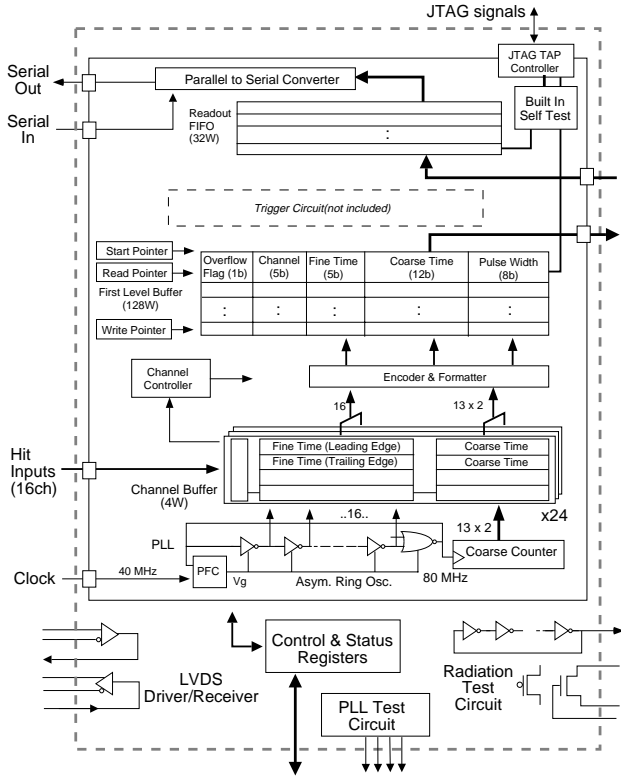 JTAG signals
JTAG TAP
Controller
Serial
Out
Parallel to Serial Converter
Built In
Self Test
Serial
In
Readout
FIFO
(32W)
:
Trigger Circuit(not included)
Start Pointer
Read Pointer
First Level Buffer
(128W)
Write Pointer
Overflow
Flag (1b)
Channel
(5b)
Fine Time
(5b)
Coarse Time
(12b)
Pulse Width
(8b)
: : : : :
Channel
Controller
Encoder & Formatter
16
13 x 2
Hit
Inputs
(16ch)
Fine Time (Leading Edge)
Coarse Time
Fine Time (Trailing Edge)
Coarse Time
Channel Buffer
(4W)
x24
..16..
13 x 2
PLL
Coarse Counter
Clock
40 MHz
PFC
Vg
Asym. Ring Osc.
80 MHz
Control & Status
Registers
LVDS
Driver/Receiver
PLL Test
Circuit
Radiation
Test
Circuit